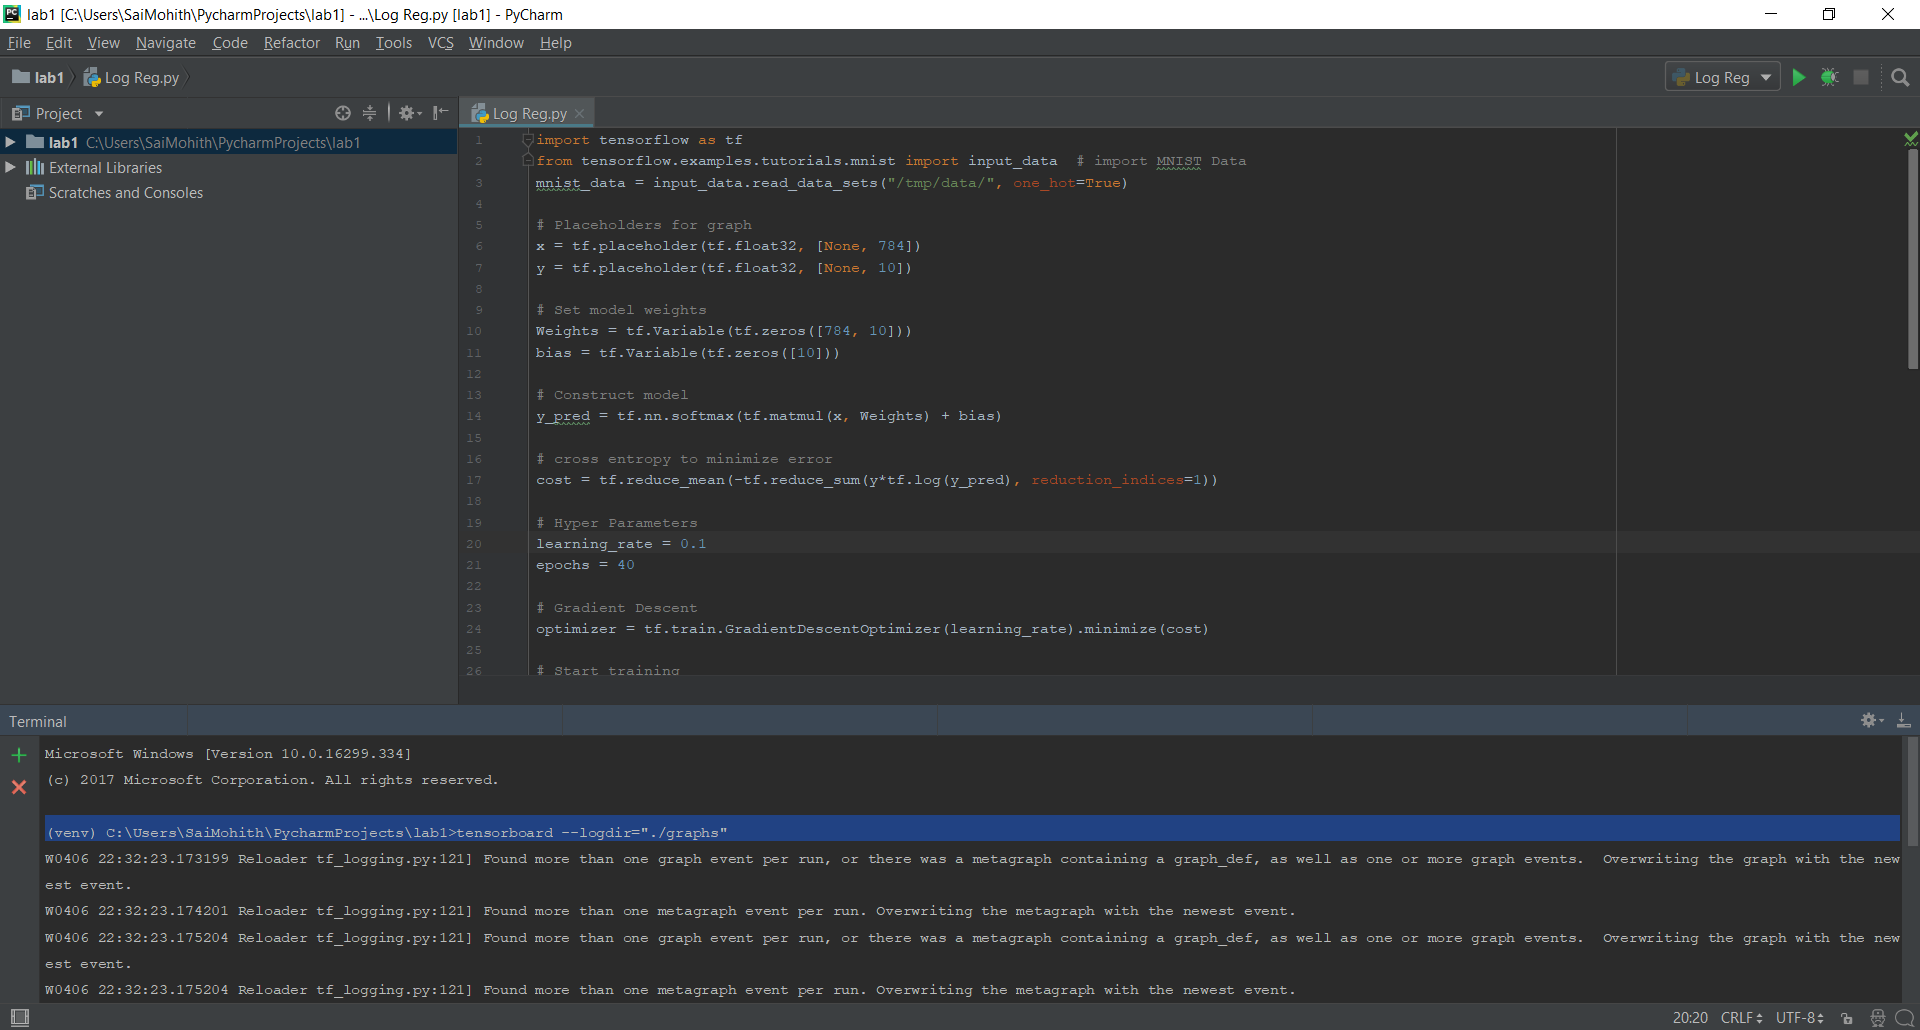 lab1 [C:\Users\SaiMohith\PycharmProjects\lab1] - ...\Log Reg.py [lab1] - PyCharm
File Edit View Navigate Code Refactor Run Tools VCS Window Help
lab1 Log Reg.py Log Reg
Project Log Reg.py
lab1 C:\Users\SaiMohith\PycharmProjects\lab1
External Libraries
Scratches and Consoles
1 import tensorflow as tf
2 from tensorflow.examples.tutorials.mnist import input_data  # import MNIST Data
3 mnist_data = input_data.read_data_sets("/tmp/data/", one_hot=True)
4
5 # Placeholders for graph
6 x = tf.placeholder(tf.float32, [None, 784])
7 y = tf.placeholder(tf.float32, [None, 10])
8
9 # Set model weights
10 Weights = tf.Variable(tf.zeros([784, 10]))
11 bias = tf.Variable(tf.zeros([10]))
12
13 # Construct model
14 y_pred = tf.nn.softmax(tf.matmul(x, Weights) + bias)
15
16 # cross entropy to minimize error
17 cost = tf.reduce_mean(-tf.reduce_sum(y*tf.log(y_pred), reduction_indices=1))
18
19 # Hyper Parameters
20 learning_rate = 0.1
21 epochs = 40
22
23 # Gradient Descent
24 optimizer = tf.train.GradientDescentOptimizer(learning_rate).minimize(cost)
25
26 # Start training
Terminal
Microsoft Windows [Version 10.0.16299.334]
(c) 2017 Microsoft Corporation. All rights reserved.
(venv) C:\Users\SaiMohith\PycharmProjects\lab1>tensorboard --logdir="./graphs"
W0406 22:32:23.173199 Reloader tf_logging.py:121] Found more than one graph event per run, or there was a metagraph containing a graph_def, as well as one or more graph events.  Overwriting the graph with the new
est event.
W0406 22:32:23.174201 Reloader tf_logging.py:121] Found more than one metagraph event per run. Overwriting the metagraph with the newest event.
W0406 22:32:23.175204 Reloader tf_logging.py:121] Found more than one graph event per run, or there was a metagraph containing a graph_def, as well as one or more graph events.  Overwriting the graph with the new
est event.
W0406 22:32:23.175204 Reloader tf_logging.py:121] Found more than one metagraph event per run. Overwriting the metagraph with the newest event.
20:20 CRLF UTF-8